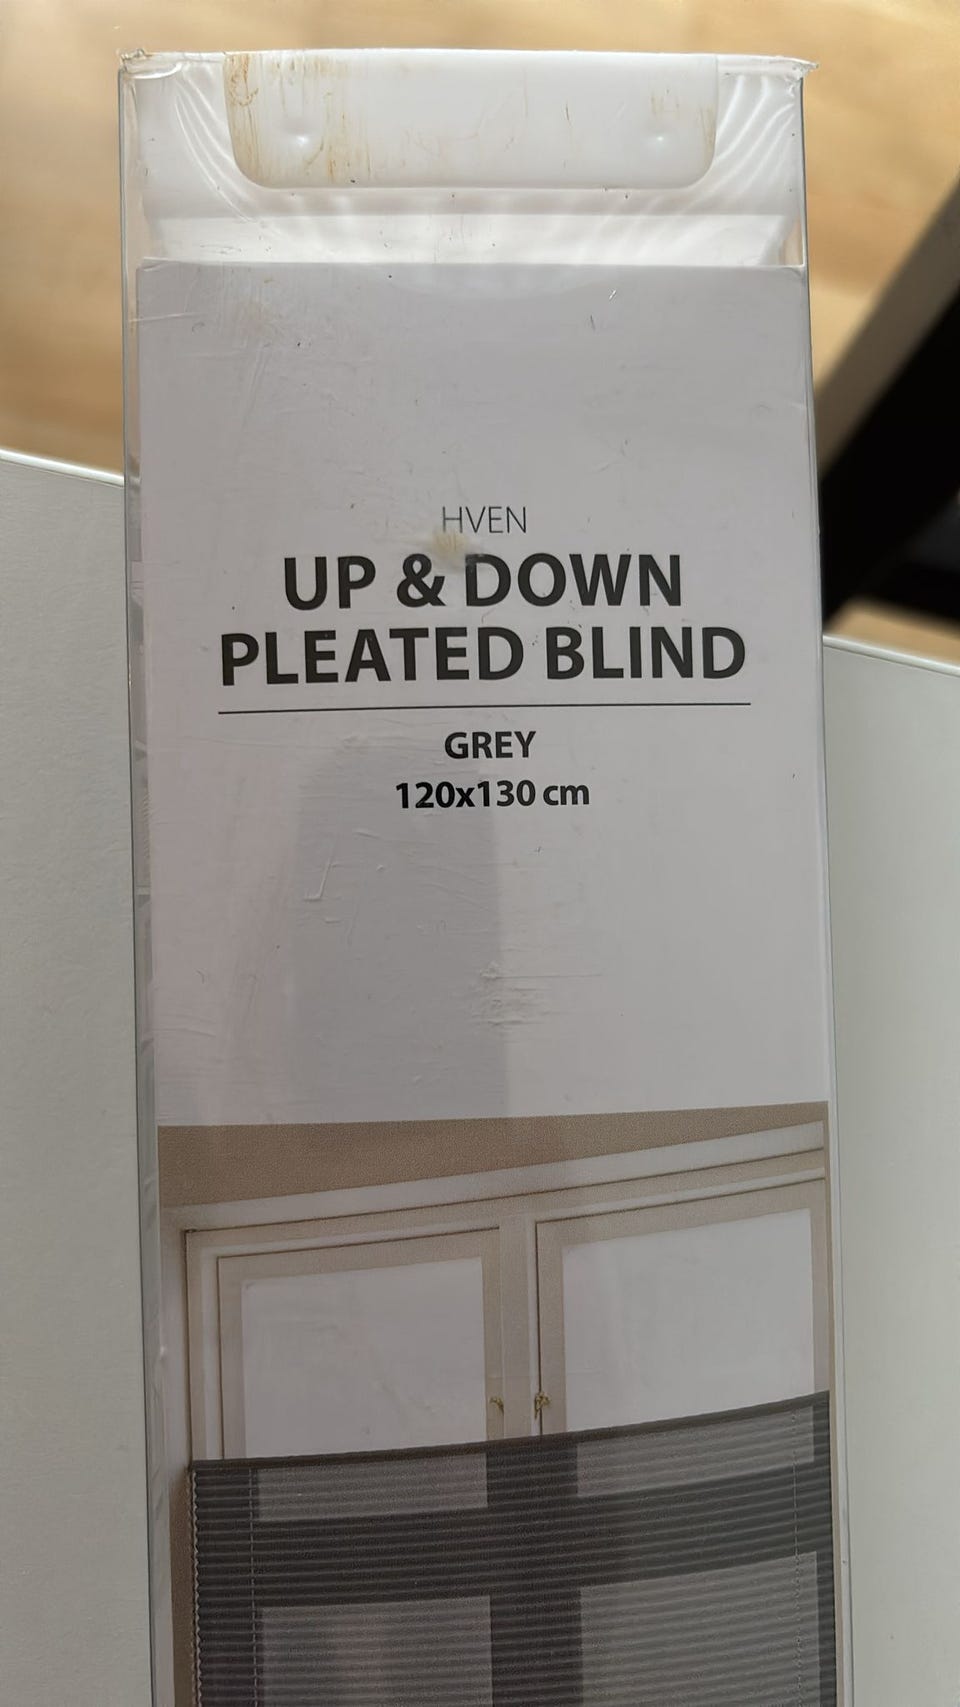 HVEN
UP & DOWN
PLEATED BLIND
GREY
120x130 cm